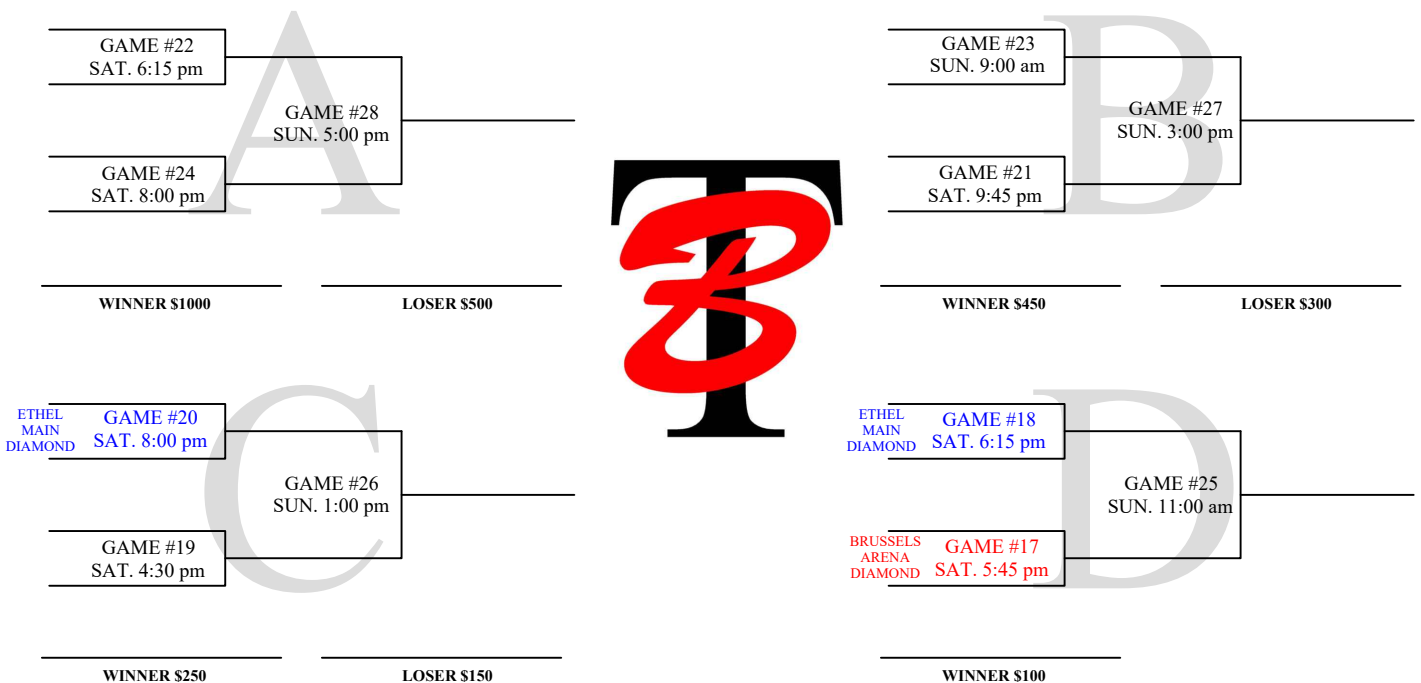 A
GAME #22
SAT. 6:15 pm
GAME #28
SUN. 5:00 pm
GAME #24
SAT. 8:00 pm
WINNER $1000
LOSER $500
B
GAME #23
SUN. 9:00 am
GAME #27
SUN. 3:00 pm
GAME #21
SAT. 9:45 pm
WINNER $450
LOSER $300
TB
C
ETHEL
MAIN
DIAMOND
GAME #20
SAT. 8:00 pm
GAME #26
SUN. 1:00 pm
GAME #19
SAT. 4:30 pm
WINNER $250
LOSER $150
D
ETHEL
MAIN
DIAMOND
GAME #18
SAT. 6:15 pm
GAME #25
SUN. 11:00 am
BRUSSELS
ARENA
DIAMOND
GAME #17
SAT. 5:45 pm
WINNER $100